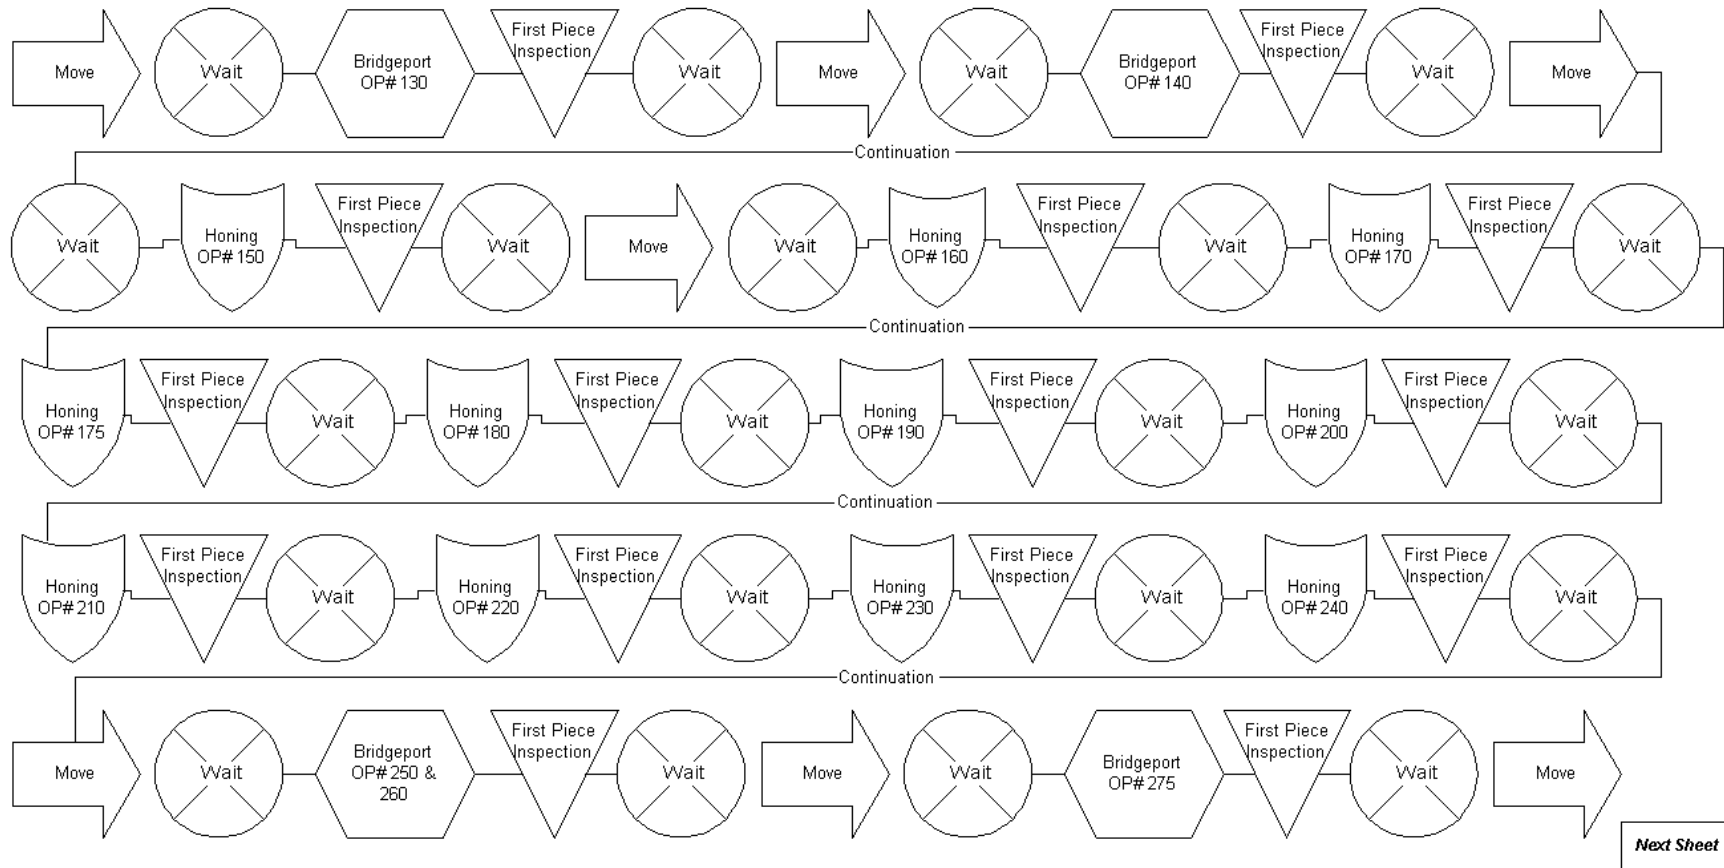 Move
Wait
Bridgeport
OP# 130
First Piece
Inspection
Wait
Move
Wait
Bridgeport
OP# 140
First Piece
Inspection
Wait
Move
Continuation
Wait
Honing
OP# 150
First Piece
Inspection
Wait
Move
Wait
Honing
OP# 160
First Piece
Inspection
Wait
Honing
OP# 170
First Piece
Inspection
Wait
Continuation
Honing
OP# 175
First Piece
Inspection
Wait
Honing
OP# 180
First Piece
Inspection
Wait
Honing
OP# 190
First Piece
Inspection
Wait
Honing
OP# 200
First Piece
Inspection
Wait
Continuation
Honing
OP# 210
First Piece
Inspection
Wait
Honing
OP# 220
First Piece
Inspection
Wait
Honing
OP# 230
First Piece
Inspection
Wait
Honing
OP# 240
First Piece
Inspection
Wait
Continuation
Move
Wait
Bridgeport
OP# 250 &
260
First Piece
Inspection
Wait
Move
Wait
Bridgeport
OP# 275
First Piece
Inspection
Wait
Move
Next Sheet